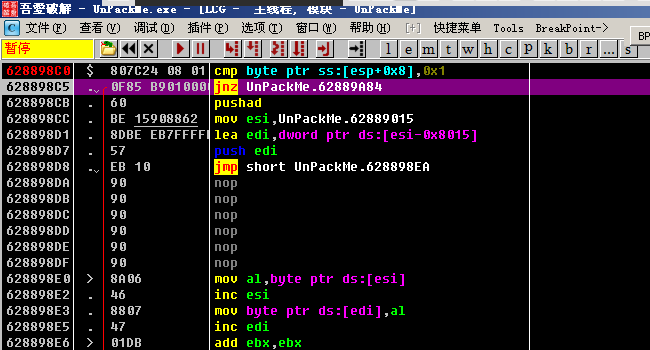 吾愛破解 - UnPackMe.exe - [LCG - 主线程, 模块 - UnPackMe]
C 文件(F) 查看(V) 调试(D) 插件(P) 选项(T) 窗口(W) 帮助(H) [+] 快捷菜单 Tools BreakPoint->
暂停 l e m t w h c p k b r ... s BP
628898C0 $ 807C24 08 01 cmp byte ptr ss:[esp+0x8],0x1
628898C5 .⌄ 0F85 B9010000 jnz UnPackMe.62889A84
628898CB . 60 pushad
628898CC . BE 15908862 mov esi,UnPackMe.62889015
628898D1 . 8DBE EB7FFFFF lea edi,dword ptr ds:[esi-0x8015]
628898D7 . 57 push edi
628898D8 .⌄ EB 10 jmp short UnPackMe.628898EA
628898DA 90 nop
628898DB 90 nop
628898DC 90 nop
628898DD 90 nop
628898DE 90 nop
628898DF 90 nop
628898E0 > 8A06 mov al,byte ptr ds:[esi]
628898E2 . 46 inc esi
628898E3 . 8807 mov byte ptr ds:[edi],al
628898E5 . 47 inc edi
628898E6 > 01DB add ebx,ebx